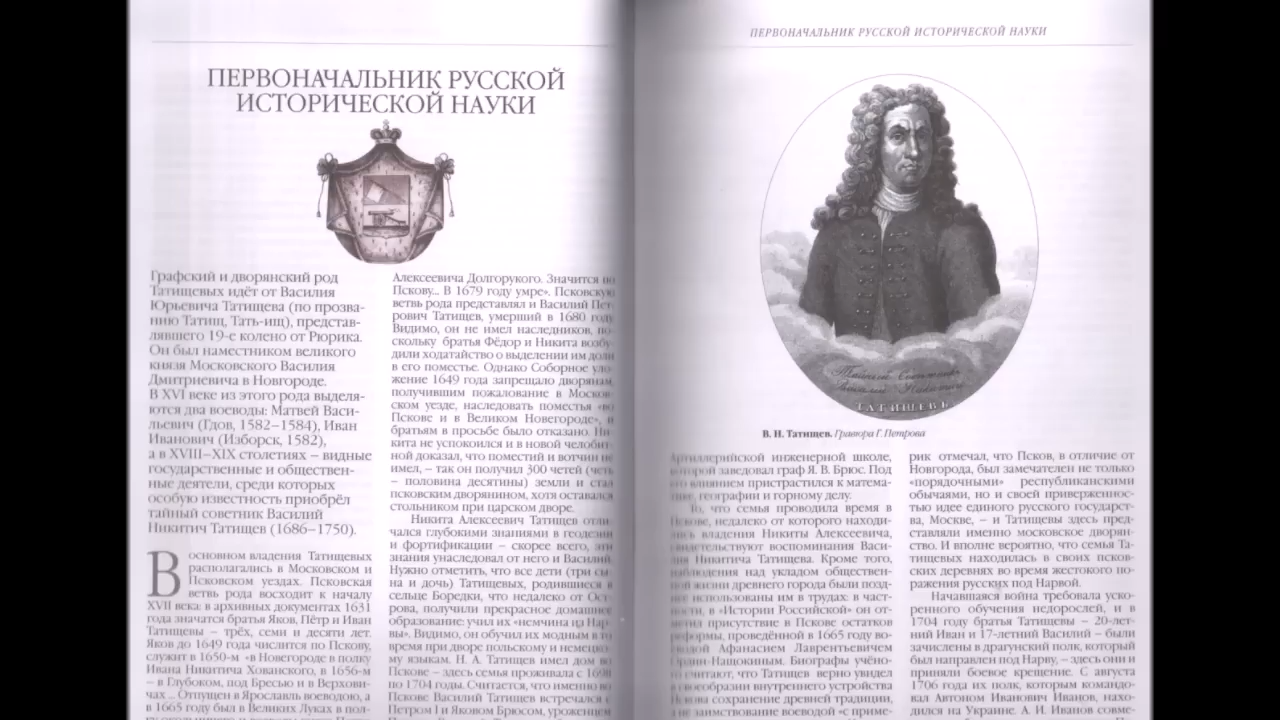 ПЕРВОНАЧАЛЬНИК РУССКОЙ
ИСТОРИЧЕСКОЙ НАУКИ
Графский и дворянский род
Татищевых идёт от Василия
Юрьевича Татищева (по прозва-
нию Татищ, Тать-ищ), представ-
лявшего 19-е колено от Рюрика.
Он был наместником великого
князя Московского Василия
Дмитриевича в Новгороде.
В XVI веке из этого рода выделя-
ются два воеводы: Матвей Васи-
льевич (Гдов, 1582–1584), Иван
Иванович (Изборск, 1582),
а в XVIII–XIX столетиях – видные
государственные и обществен-
ные деятели, среди которых
особую известность приобрёл
тайный советник Василий
Никитич Татищев (1686–1750).
В основном владения Татищевых
располагались в Московском и
Псковском уездах. Псковская
ветвь рода восходит к началу
XVII века: в архивных документах 1631
года значатся братья Яков, Пётр и Иван
Татищевы – трёх, семи и десяти лет.
Яков до 1649 года числится по Пскову,
служит в 1650-м «в Новегороде в полку
Ивана Никитича Хованского, в 1656-м
– в Глубоком, под Бресью и в Верхови-
чах... Отпущен в Ярославль воеводою, а
в 1665 году был в Великих Луках в пол-
Алексеевича Долгорукого. Значится по
Пскову... В 1679 году умре». Псковскую
ветвь рода представлял и Василий Пет-
рович Татищев, умерший в 1680 году.
Видимо, он не имел наследников, по-
скольку братья Фёдор и Никита возбу-
дили ходатайство о выделении им доли
в его поместье. Однако Соборное уло-
жение 1649 года запрещало дворянам,
получившим пожалование в Москов-
ском уезде, наследовать поместья «во
Пскове и в Великом Новегороде», и
братьям в просьбе было отказано. Ни-
кита не успокоился и в новой челобит-
ной доказал, что поместий и вотчин не
имел, – так он получил 300 четей (четь
– половина десятины) земли и стал
псковским дворянином, хотя оставался
стольником при царском дворе.
Никита Алексеевич Татищев отли-
чался глубокими знаниями в геодезии
и фортификации – скорее всего, эти
знания унаследовал от него и Василий.
Нужно отметить, что все дети (три сы-
на и дочь) Татищевых, родившиеся в
сельце Боредки, что недалеко от Ост-
рова, получили прекрасное домашнее
образование: учил их «немчина из Нар-
вы». Видимо, он обучил их модным в то
время при дворе польскому и немецко-
му языкам. Н. А. Татищев имел дом во
Пскове – здесь семья проживала с 1698
по 1704 годы. Считается, что именно во
Пскове Василий Татищев встречался с
Петром I и Яковом Брюсом, уроженцем
ПЕРВОНАЧАЛЬНИК РУССКОЙ ИСТОРИЧЕСКОЙ НАУКИ
ТАТИЩЕВЪ
В. Н. Татищев. Гравюра Г. Петрова
Артиллерийской инженерной школе,
которой заведовал граф Я. В. Брюс. Под
его влиянием пристрастился к матема-
тике, географии и горному делу.
То, что семья проводила время в
Пскове, недалеко от которого находи-
лись владения Никиты Алексеевича,
свидетельствуют воспоминания Васи-
лия Никитича Татищева. Кроме того,
наблюдения над укладом обществен-
ной жизни древнего города были позд-
нее использованы им в трудах: в част-
ности, в «Истории Российской» он от-
метил присутствие в Пскове остатков
реформы, проведённой в 1665 году во-
еводой Афанасием Лаврентьевичем
Ордин-Нащокиным. Биографы учёно-
го считают, что Татищев верно увидел
в своеобразии внутреннего устройства
Пскова сохранение древней традиции,
а не заимствование воеводой «с приме-
рик отмечал, что Псков, в отличие от
Новгорода, был замечателен не только
«порядочными» республиканскими
обычаями, но и своей приверженнос-
тью идее единого русского государст-
ва, Москве, – и Татищевы здесь пред-
ставляли именно московское дворян-
ство. И вполне вероятно, что семья Та-
тищевых находилась в своих псков-
ских деревнях во время жестокого по-
ражения русских под Нарвой.
Начавшаяся война требовала уско-
ренного обучения недорослей, и в
1704 году братья Татищевы – 20-лет-
ний Иван и 17-летний Василий – были
зачислены в драгунский полк, который
был направлен под Нарву, – здесь они и
приняли боевое крещение. С августа
1706 года их полк, которым командо-
вал Автоном Иванович Иванов, нахо-
дился на Украине. А. И. Иванов совме-